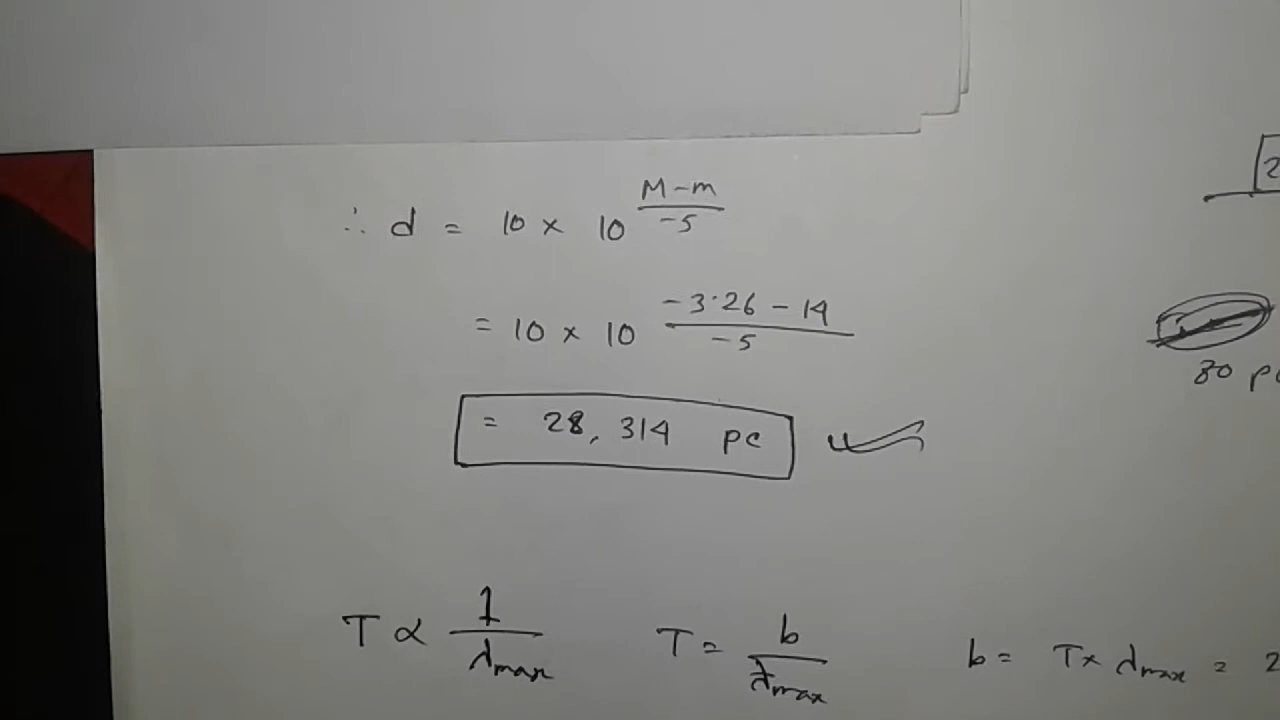 ∴ d = 10 × 10^((M-m)/-5)
= 10 × 10^((-3.26 - 14)/-5)
= 28, 314 pc
80 pc
T ∝ 1/λmax T = b/λmax b = T× λmax = 2